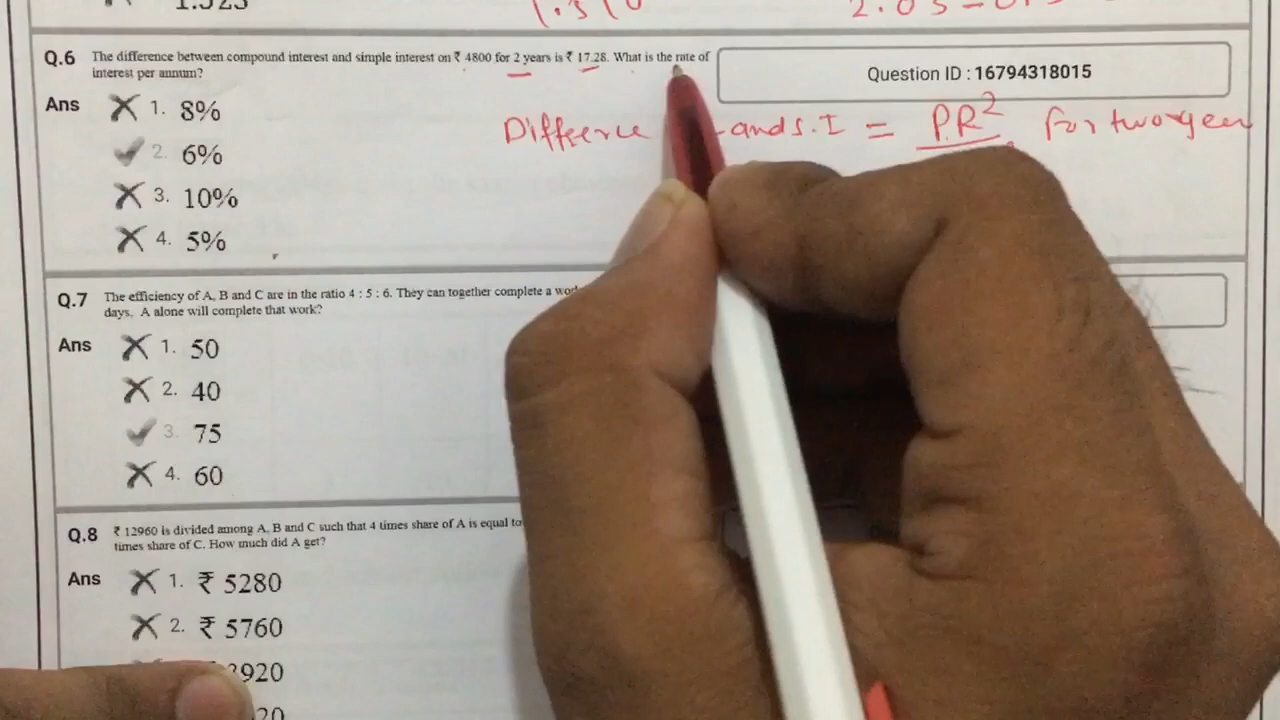 1.525
Q.6 The difference between compound interest and simple interest on ₹ 4800 for 2 years is ₹ 17.28. What is the rate of
interest per annum?
Question ID : 16794318015
Difference and S.I = P.R² for two year
Ans 1. 8%
2. 6%
3. 10%
4. 5%
Q.7 The efficiency of A, B and C are in the ratio 4 : 5 : 6. They can together complete a
days. A alone will complete that work?
Ans 1. 50
2. 40
3. 75
4. 60
Q.8 ₹ 12960 is divided among A, B and C such that 4 times share of A is equal to
times share of C. How much did A get?
Ans 1. ₹ 5280
2. ₹ 5760
920
20